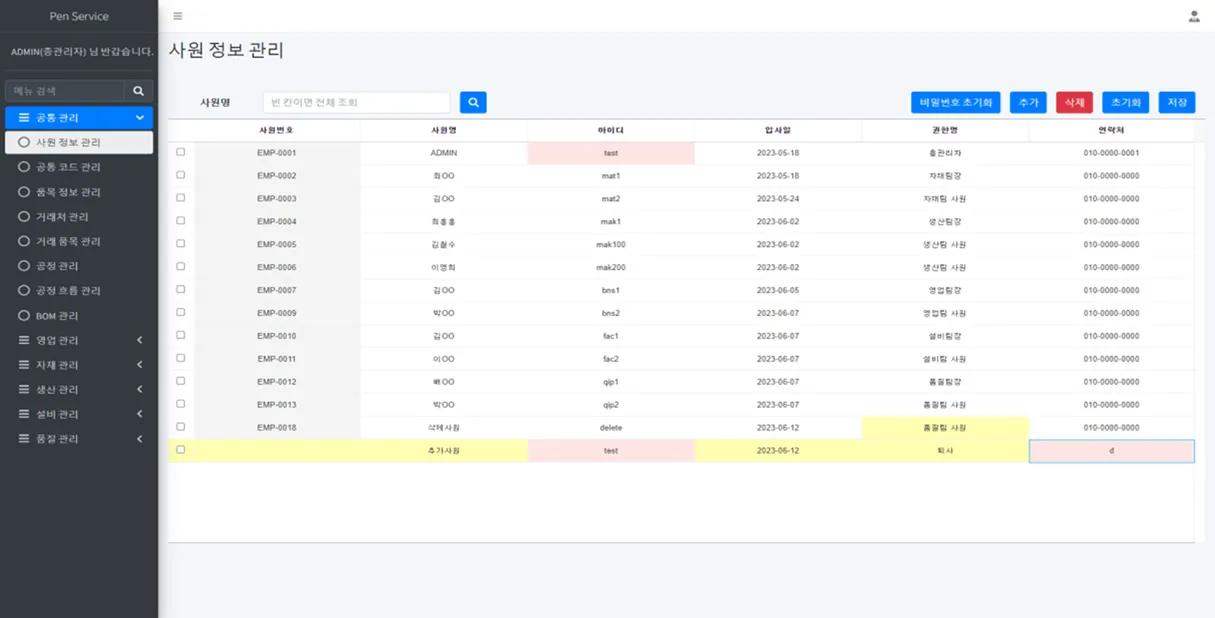 Pen Service
ADMIN(총관리자) 님 반갑습니다.
메뉴 검색
공통 관리
사원 정보 관리
공통 코드 관리
품목 정보 관리
거래처 관리
거래 품목 관리
공정 관리
공정 흐름 관리
BOM 관리
영업 관리
자재 관리
생산 관리
설비 관리
품질 관리
사원 정보 관리
사원명 빈 칸이면 전체 조회 비밀번호 초기화 추가 삭제 초기화 저장
사원번호 사원명 아이디 입사일 권한명 연락처
EMP-0001 ADMIN test 2023-05-18 총관리자 010-0000-0001
EMP-0002 최OO mat1 2023-05-18 자재팀장 010-0000-0000
EMP-0003 김OO mat2 2023-05-24 자재팀 사원 010-0000-0000
EMP-0004 mak1 2023-06-02 생산팀장 010-0000-0000
EMP-0005 김철수 mak100 2023-06-02 생산팀 사원 010-0000-0000
EMP-0006 이영희 mak200 2023-06-02 생산팀 사원 010-0000-0000
EMP-0007 김OO bns1 2023-06-05 영업팀장 010-0000-0000
EMP-0009 박OO bns2 2023-06-07 영업팀 사원 010-0000-0000
EMP-0010 김OO fac1 2023-06-07 설비팀장 010-0000-0000
EMP-0011 이OO fac2 2023-06-07 설비팀 사원 010-0000-0000
EMP-0012 배OO qip1 2023-06-07 품질팀장 010-0000-0000
EMP-0013 박OO qip2 2023-06-07 품질팀 사원 010-0000-0000
EMP-0018 삭제사원 delete 2023-06-12 품질팀 사원 010-0000-0000
추가사원 test 2023-06-12 퇴사 d